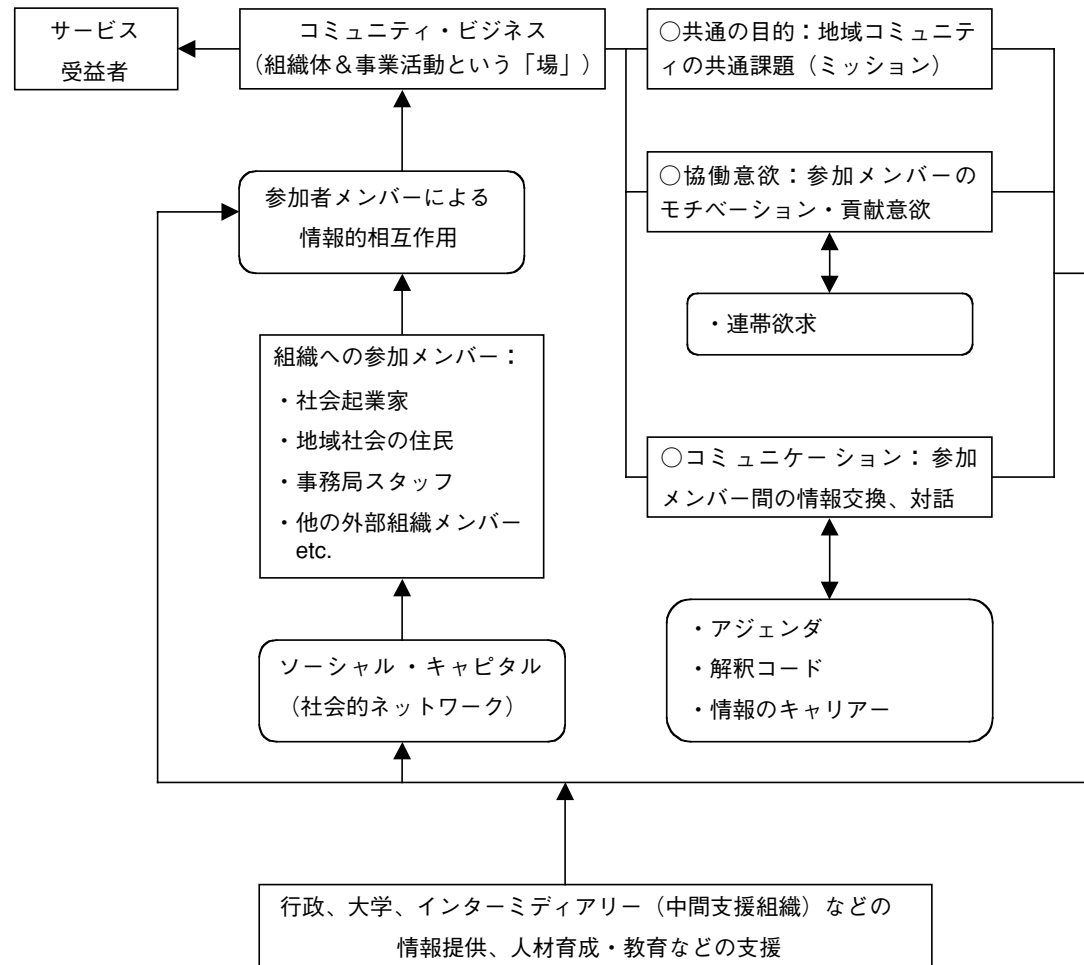 サービス
受益者
コミュニティ・ビジネス
(組織体&事業活動という「場」)
○共通の目的：地域コミュニテ
ィの共通課題（ミッション）
参加者メンバーによる
情報的相互作用
○協働意欲：参加メンバーの
モチベーション・貢献意欲
・連帯欲求
組織への参加メンバー：
・社会起業家
・地域社会の住民
・事務局スタッフ
・他の外部組織メンバー
etc.
○コミュニケーション：参加
メンバー間の情報交換、対話
・アジェンダ
・解釈コード
・情報のキャリアー
ソーシャル・キャピタル
（社会的ネットワーク）
行政、大学、インターミディアリー（中間支援組織）などの
情報提供、人材育成・教育などの支援